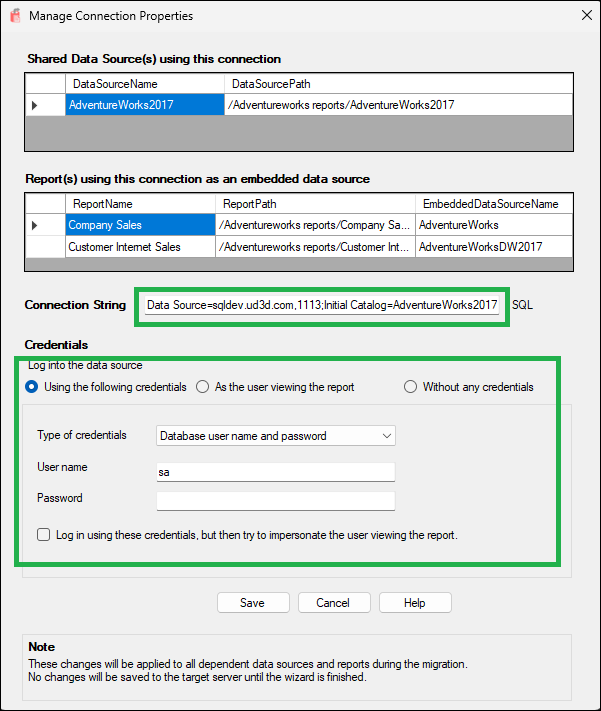 Manage Connection Properties
Shared Data Source(s) using this connection
DataSourceName DataSourcePath
AdventureWorks2017 /Adventureworks reports/AdventureWorks2017
Report(s) using this connection as an embedded data source
ReportName ReportPath EmbeddedDataSourceName
Company Sales /Adventureworks reports/Company Sa... AdventureWorks
Customer Internet Sales /Adventureworks reports/Customer Int... AdventureWorksDW2017
Connection String Data Source=sqldev.ud3d.com,1113;Initial Catalog=AdventureWorks2017 SQL
Credentials
Log into the data source
Using the following credentials As the user viewing the report Without any credentials
Type of credentials Database user name and password
User name sa
Password
Log in using these credentials, but then try to impersonate the user viewing the report.
Save Cancel Help
Note
These changes will be applied to all dependent data sources and reports during the migration.
No changes will be saved to the target server until the wizard is finished.